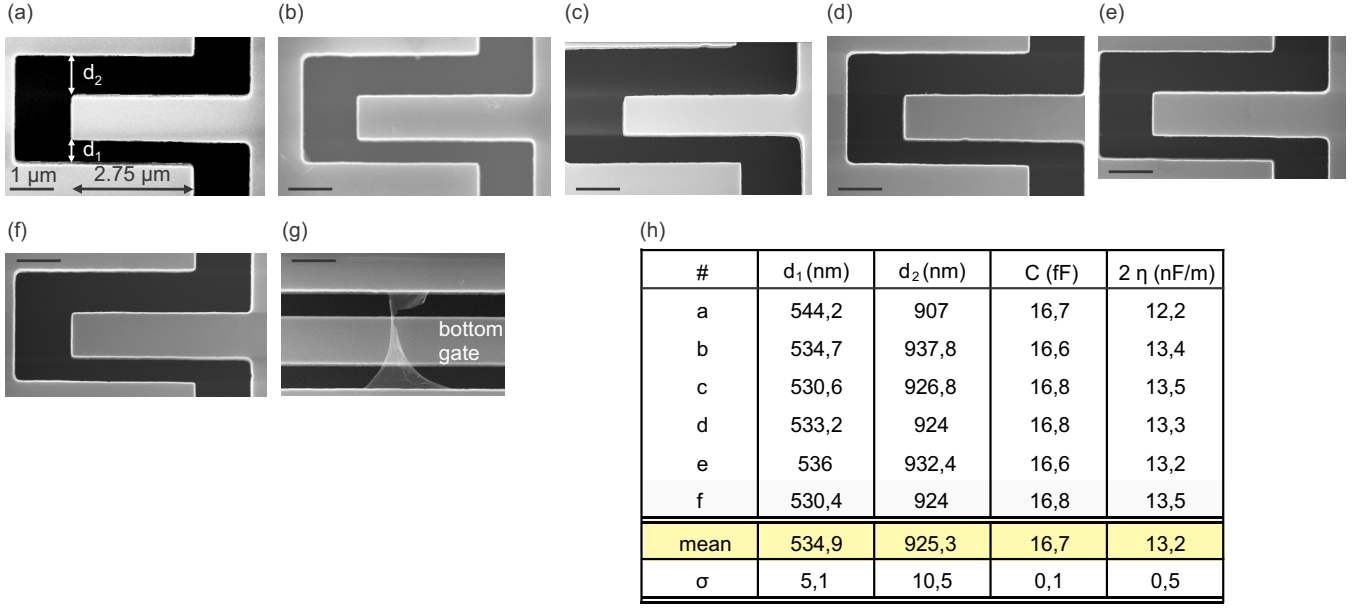 (a)
(b)
(c)
(d)
(e)
d2
d1
1 μm
2.75 μm
(f)
(g)
(h)
bottom
gate
# d1 (nm) d2 (nm) C (fF) 2 η (nF/m)
a 544,2 907 16,7 12,2
b 534,7 937,8 16,6 13,4
c 530,6 926,8 16,8 13,5
d 533,2 924 16,8 13,3
e 536 932,4 16,6 13,2
f 530,4 924 16,8 13,5
mean 534,9 925,3 16,7 13,2
σ 5,1 10,5 0,1 0,5